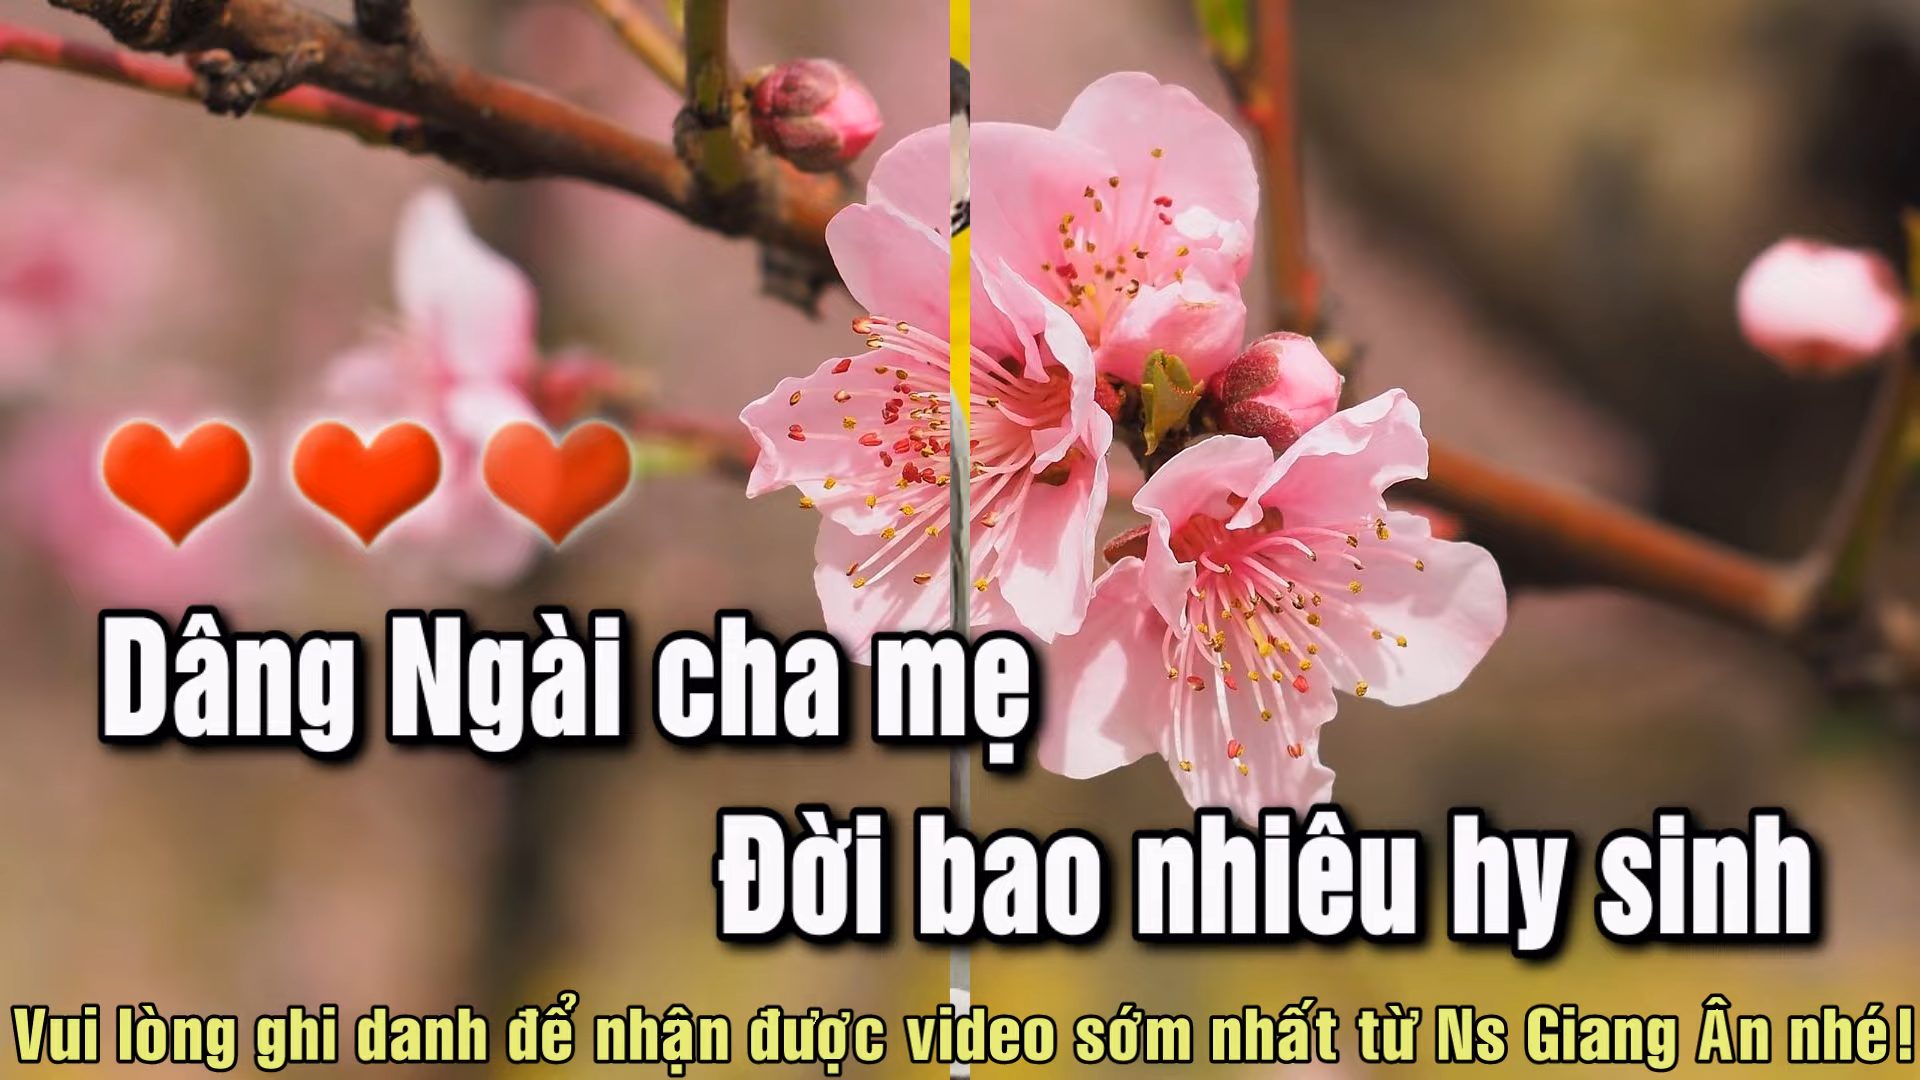 Dâng Ngài cha mẹ
Đời bao nhiêu hy sinh
Vui lòng ghi danh để nhận được video sớm nhất từ Ns Giang Ân nhé!